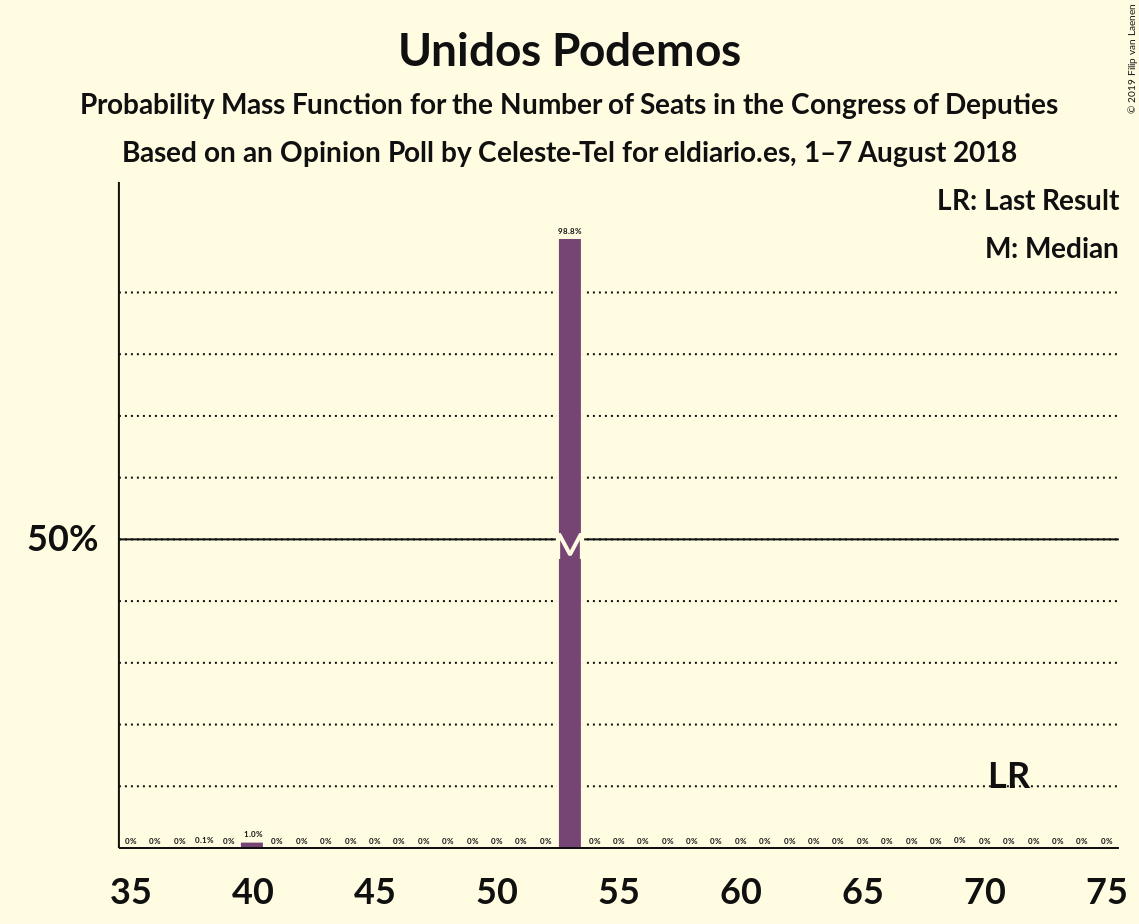 Unidos Podemos
Probability Mass Function for the Number of Seats in the Congress of Deputies
Based on an Opinion Poll by Celeste-Tel for eldiario.es, 1–7 August 2018
© 2019 Filip van Laenen
LR: Last Result
M: Median
98.8%
50%
M
LR
0% 0% 0% 0.1% 0% 1.0% 0% 0% 0% 0% 0% 0% 0% 0% 0% 0% 0% 0% 0% 0% 0% 0% 0% 0% 0% 0% 0% 0% 0% 0% 0% 0% 0% 0% 0% 0% 0% 0% 0% 0%
35 40 45 50 55 60 65 70 75